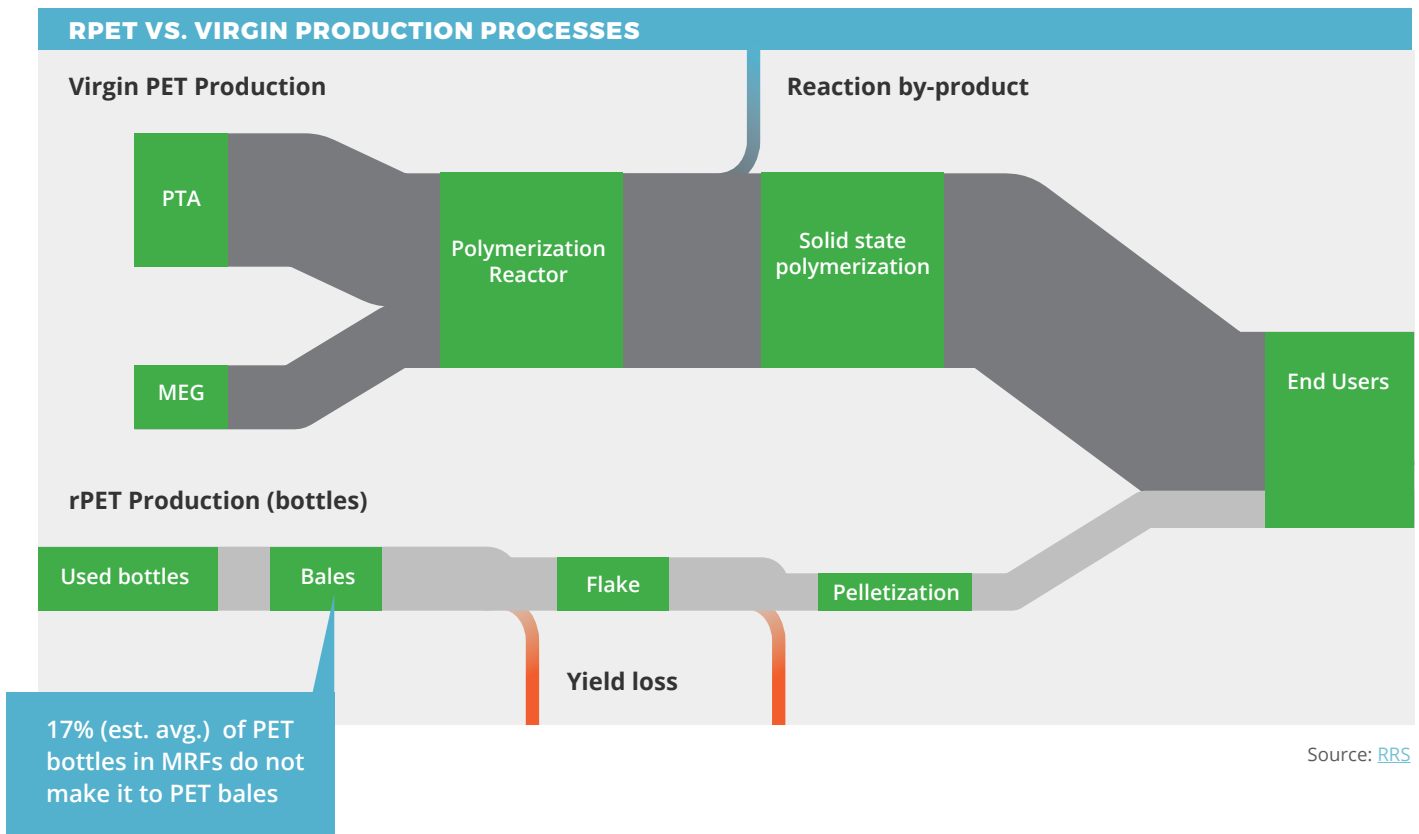 RPET VS. VIRGIN PRODUCTION PROCESSES
Virgin PET Production
Reaction by-product
PTA
Polymerization
Reactor
Solid state
polymerization
MEG
End Users
rPET Production (bottles)
Used bottles
Bales
Flake
Pelletization
Yield loss
17% (est. avg.) of PET
bottles in MRFs do not
make it to PET bales
Source: RRS